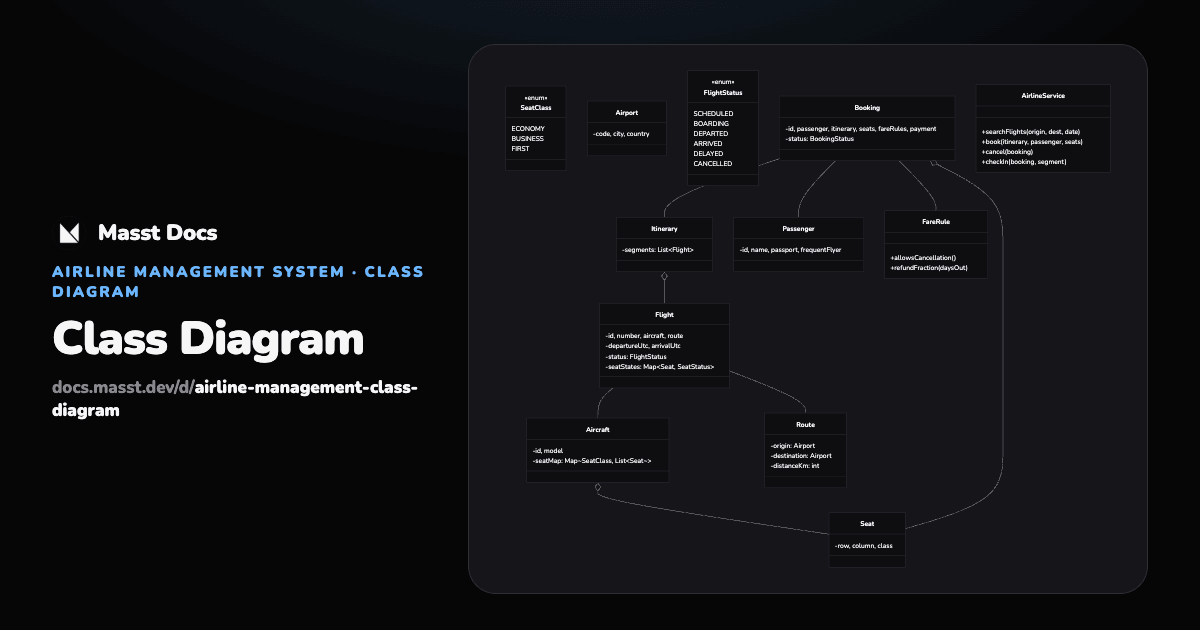 Masst Docs
AIRLINE MANAGEMENT SYSTEM · CLASS
DIAGRAM
Class Diagram
docs.masst.dev/d/airline-management-class-
diagram
«enum»
SeatClass
ECONOMY
BUSINESS
FIRST
Airport
-code, city, country
«enum»
FlightStatus
SCHEDULED
BOARDING
DEPARTED
ARRIVED
DELAYED
CANCELLED
Booking
-id, passenger, itinerary, seats, fareRules, payment
-status: BookingStatus
AirlineService
+searchFlights(origin, dest, date)
+book(itinerary, passenger, seats)
+cancel(booking)
+checkIn(booking, segment)
Itinerary
-segments: List<Flight>
Passenger
-id, name, passport, frequentFlyer
FareRule
+allowsCancellation()
+refundFraction(daysOut)
Flight
-id, number, aircraft, route
-departureUtc, arrivalUtc
-status: FlightStatus
-seatStates: Map<Seat, SeatStatus>
Aircraft
-id, model
-seatMap: Map~SeatClass, List<Seat~>
Route
-origin: Airport
-destination: Airport
-distanceKm: int
Seat
-row, column, class